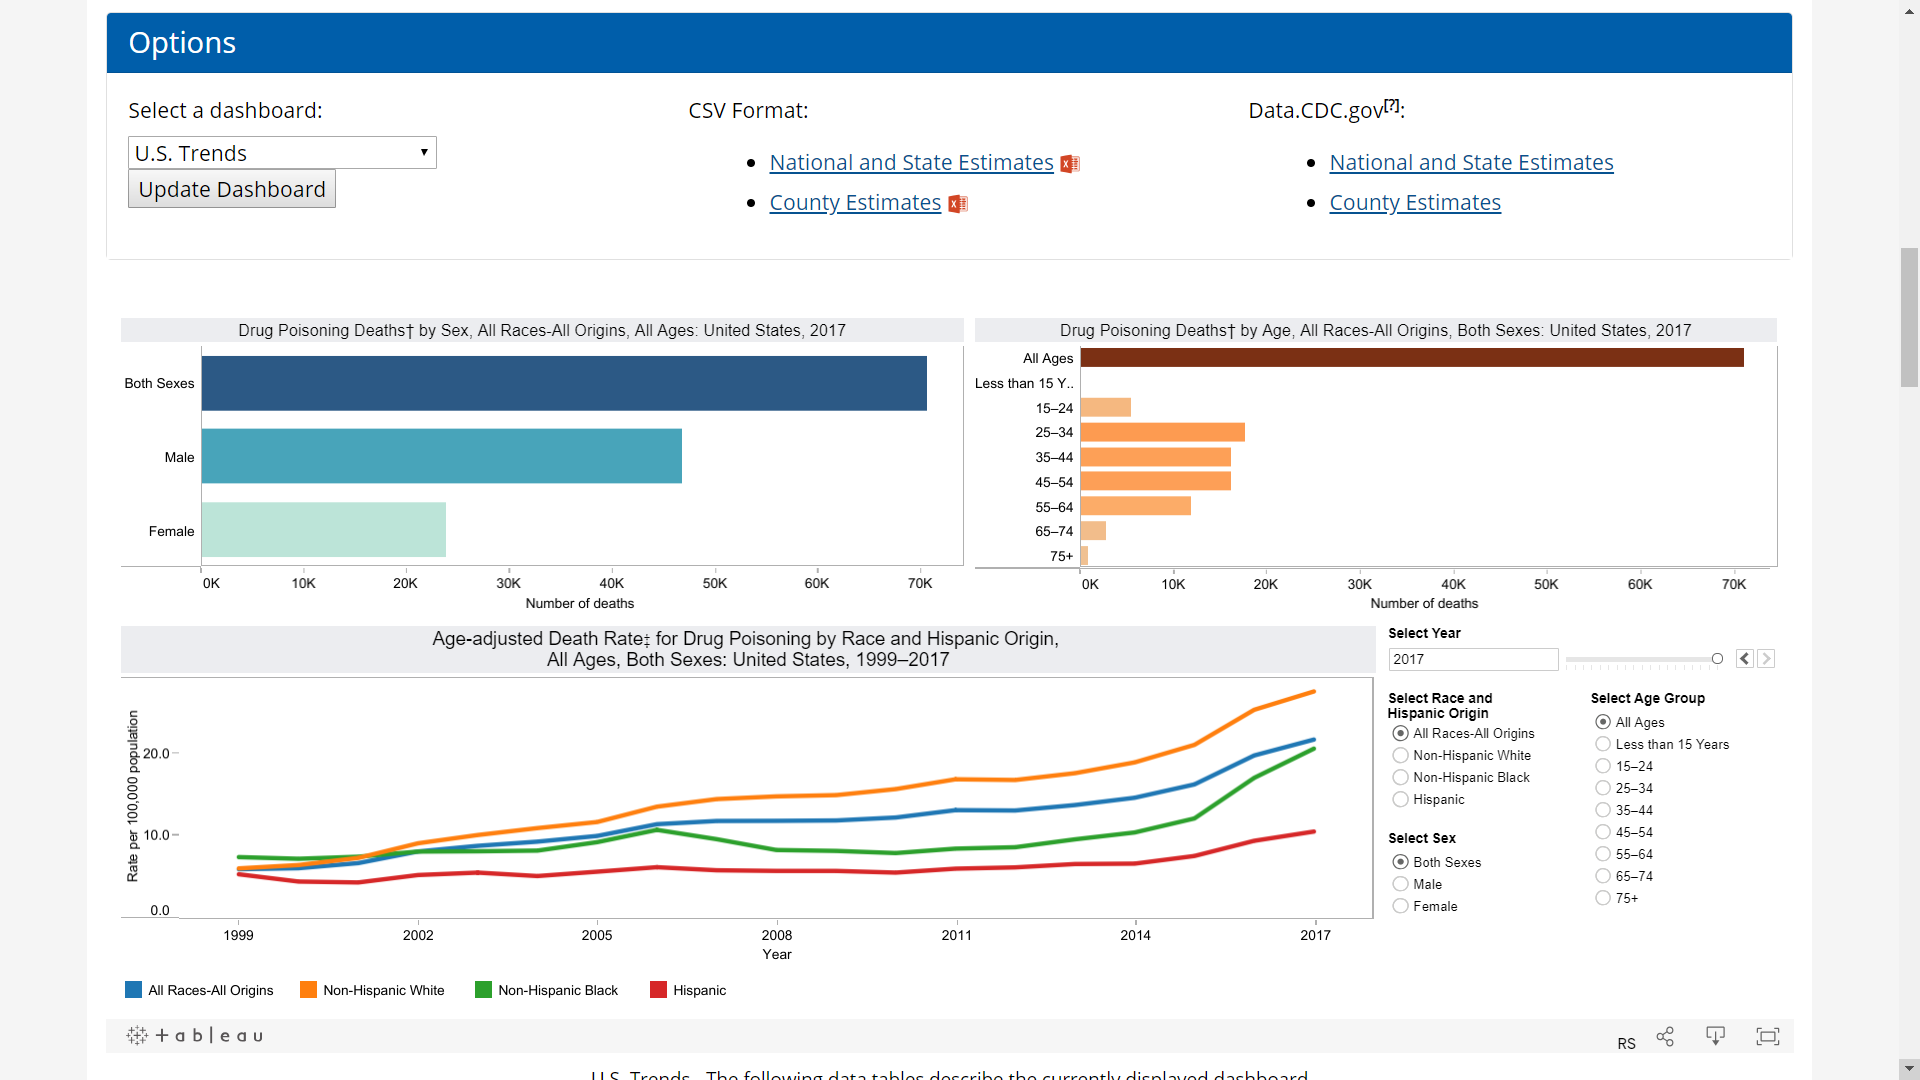 Options
Select a dashboard:
U.S. Trends
Update Dashboard
CSV Format:
National and State Estimates
County Estimates
Data.CDC.gov[?]:
National and State Estimates
County Estimates
Drug Poisoning Deaths† by Sex, All Races-All Origins, All Ages: United States, 2017
Both Sexes
Male
Female
0K 10K 20K 30K 40K 50K 60K 70K
Number of deaths
Drug Poisoning Deaths† by Age, All Races-All Origins, Both Sexes: United States, 2017
All Ages
Less than 15 Y..
15–24
25–34
35–44
45–54
55–64
65–74
75+
0K 10K 20K 30K 40K 50K 60K 70K
Number of deaths
Age-adjusted Death Rate‡ for Drug Poisoning by Race and Hispanic Origin,
All Ages, Both Sexes: United States, 1999–2017
Rate per 100,000 population
20.0
10.0
0.0
1999 2002 2005 2008 2011 2014 2017
Year
All Races-All Origins Non-Hispanic White Non-Hispanic Black Hispanic
Select Year
2017
Select Race and
Hispanic Origin
All Races-All Origins
Non-Hispanic White
Non-Hispanic Black
Hispanic
Select Sex
Both Sexes
Male
Female
Select Age Group
All Ages
Less than 15 Years
15–24
25–34
35–44
45–54
55–64
65–74
75+
+ a b l e a u
RS
U.S. Trends. The following data tables describe the currently displayed dashboard.